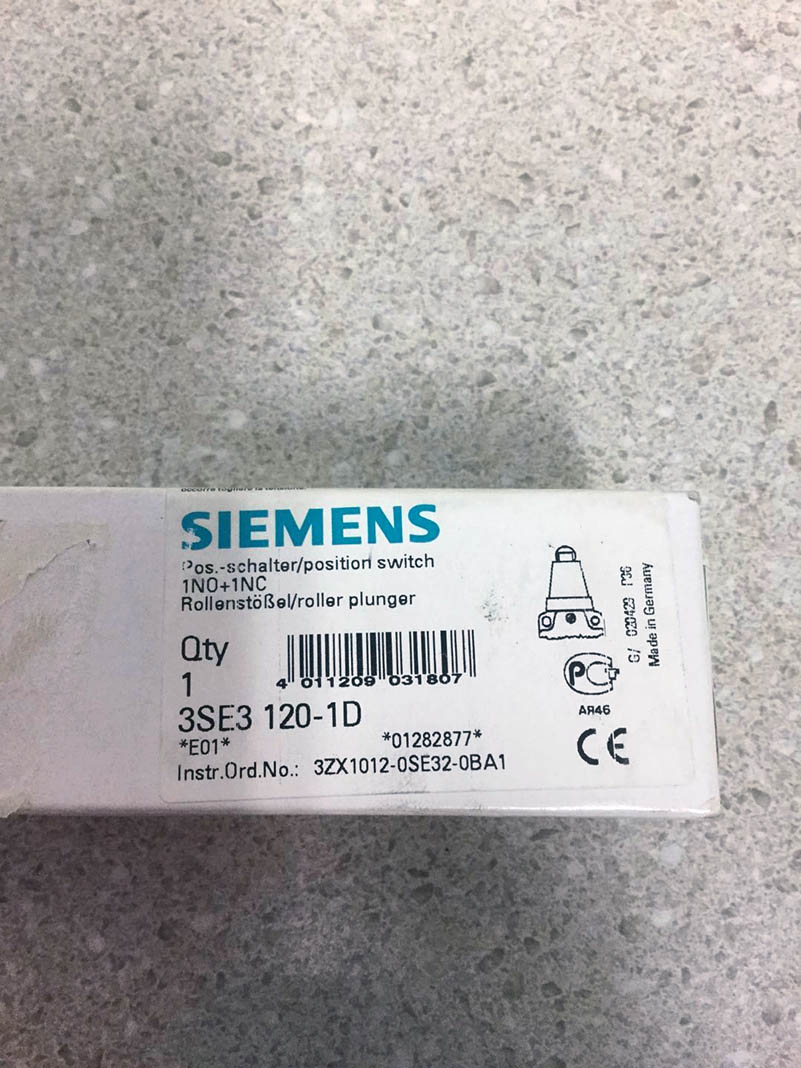 SIEMENS
Pos.-schalter/position switch
1NO+1NC
Rollenstößel/roller plunger
Qty
1
4 011209 031807
3SE3 120-1D
*E01* *01282877*
Instr.Ord.No.: 3ZX1012-0SE32-0BA1
AR46
CE
G/ 020429
Made in Germany